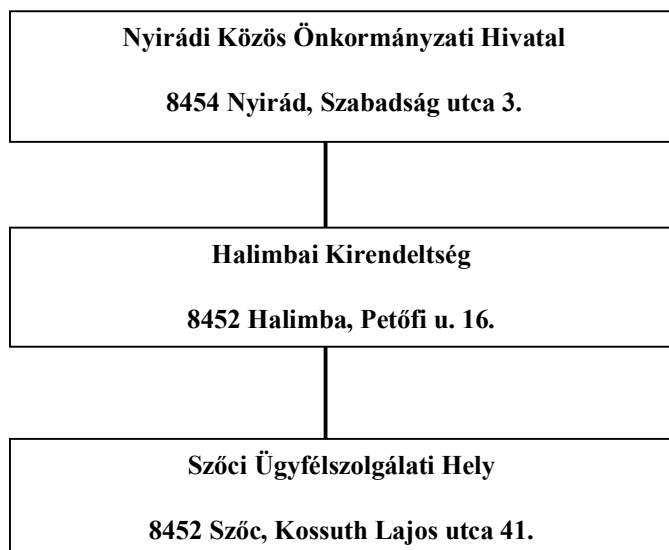 Nyirádi Közös Önkormányzati Hivatal
8454 Nyirád, Szabadság utca 3.
Halimbai Kirendeltség
8452 Halimba, Petőfi u. 16.
Szőci Ügyfélszolgálati Hely
8452 Szőc, Kossuth Lajos utca 41.